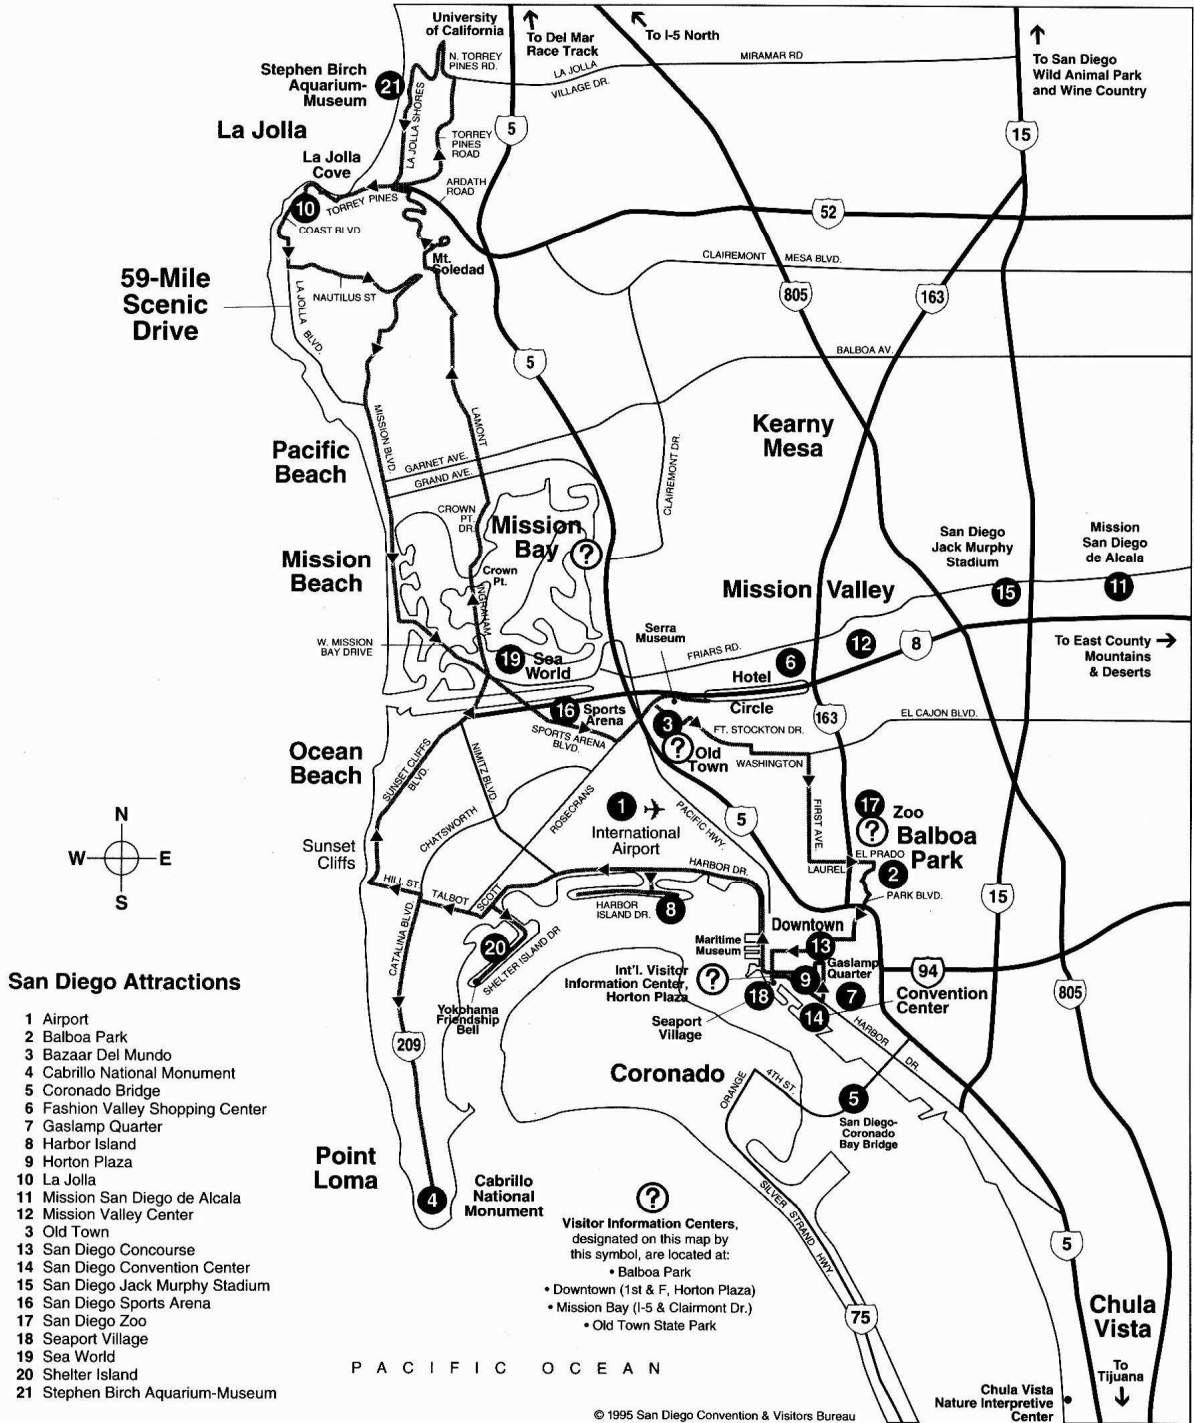 University
of California
To Del Mar
Race Track
To I-5 North
MIRAMAR RD
To San Diego
Wild Animal Park
and Wine Country
N. TORREY
PINES RD.
LA JOLLA
VILLAGE DR.
Stephen Birch
Aquarium-
Museum
21
LA JOLLA SHORES
5
15
La Jolla
TORREY
PINES
ROAD
La Jolla
Cove
ARDATH
ROAD
10
TORREY PINES
COAST BLVD
52
Mt.
Soledad
CLAIREMONT MESA BLVD.
59-Mile
Scenic
Drive
NAUTILUS ST
LA JOLLA BLVD.
805
163
5
BALBOA AV.
MISSION BLVD.
LAMONT
Kearny
Mesa
Pacific
Beach
GARNET AVE.
GRAND AVE.
CLAIREMONT DR.
CROWN
PT.
DR.
Mission
Bay
?
San Diego
Jack Murphy
Stadium
Mission
San Diego
de Alcala
Mission
Beach
Crown
Pt.
INGRAHAM
Mission Valley
15
11
W. MISSION
BAY DRIVE
Serra
Museum
FRIARS RD.
12
8
To East County
Mountains
& Deserts
19
Sea
World
6
Hotel
Circle
16
Sports
Arena
SPORTS ARENA
BLVD.
3
?
Old
Town
FT. STOCKTON DR.
163
EL CAJON BLVD.
WASHINGTON
Ocean
Beach
SUNSET CLIFFS
BLVD.
NIMITZ BLVD.
ROSECRANS
PACIFIC HWY.
5
FIRST AVE.
17
Zoo
?
Balboa
Park
N
W
E
S
CHATSWORTH
1
International
Airport
Sunset
Cliffs
EL PRADO
LAUREL
2
PARK BLVD.
HILL ST.
TALBOT
SCOTT
HARBOR DR.
HARBOR
ISLAND DR.
8
15
CATALINA BLVD.
20
SHELTER ISLAND DR
Maritime
Museum
Downtown
13
Gaslamp
Quarter
94
805
Int'l. Visitor
Information Center,
Horton Plaza
?
9
7
18
14
Convention
Center
Seaport
Village
Yokohama
Friendship
Bell
HARBOR DR.
209
Coronado
ORANGE
4TH ST.
5
San Diego-
Coronado
Bay Bridge
San Diego Attractions
1 Airport
2 Balboa Park
3 Bazaar Del Mundo
4 Cabrillo National Monument
5 Coronado Bridge
6 Fashion Valley Shopping Center
7 Gaslamp Quarter
8 Harbor Island
9 Horton Plaza
10 La Jolla
11 Mission San Diego de Alcala
12 Mission Valley Center
3 Old Town
13 San Diego Concourse
14 San Diego Convention Center
15 San Diego Jack Murphy Stadium
16 San Diego Sports Arena
17 San Diego Zoo
18 Seaport Village
19 Sea World
20 Shelter Island
21 Stephen Birch Aquarium-Museum
Point
Loma
4
Cabrillo
National
Monument
?
Visitor Information Centers,
designated on this map by
this symbol, are located at:
• Balboa Park
• Downtown (1st & F, Horton Plaza)
• Mission Bay (I-5 & Clairmont Dr.)
• Old Town State Park
SILVER STRAND HWY.
75
5
Chula
Vista
To
Tijuana
Chula Vista
Nature Interpretive
Center
PACIFIC OCEAN
© 1995 San Diego Convention & Visitors Bureau